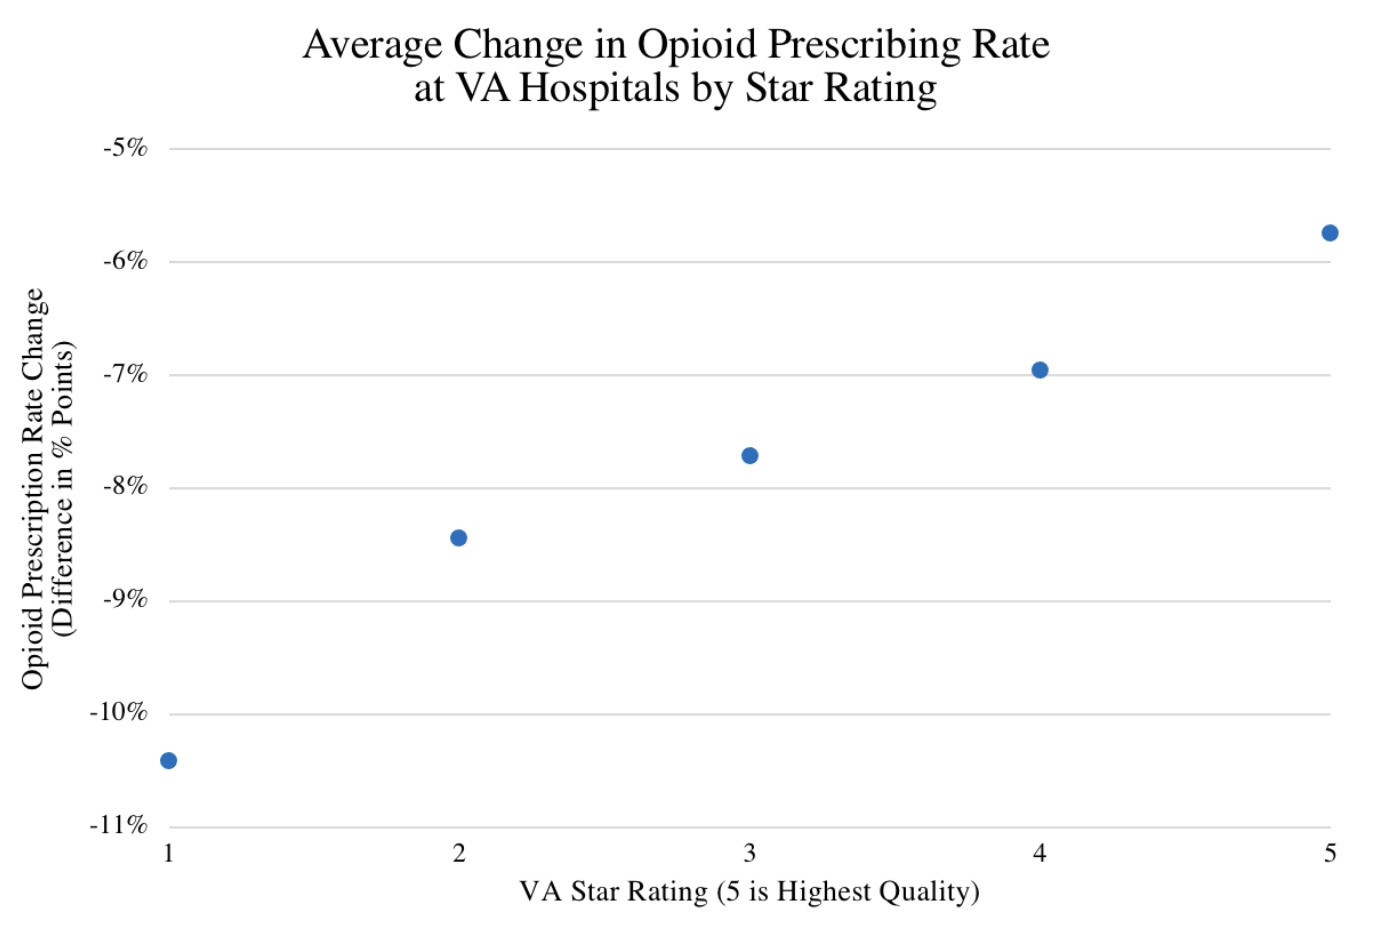 Average Change in Opioid Prescribing Rate
at VA Hospitals by Star Rating
Opioid Prescription Rate Change
(Difference in % Points)
-5%
-6%
-7%
-8%
-9%
-10%
-11%
1 2 3 4 5
VA Star Rating (5 is Highest Quality)